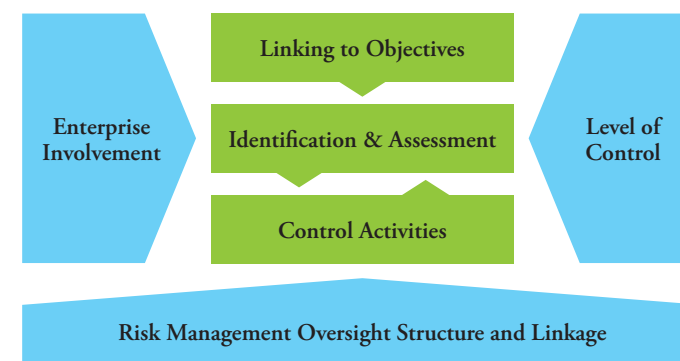 Linking to Objectives
Enterprise
Involvement
Identification & Assessment
Level of
Control
Control Activities
Risk Management Oversight Structure and Linkage